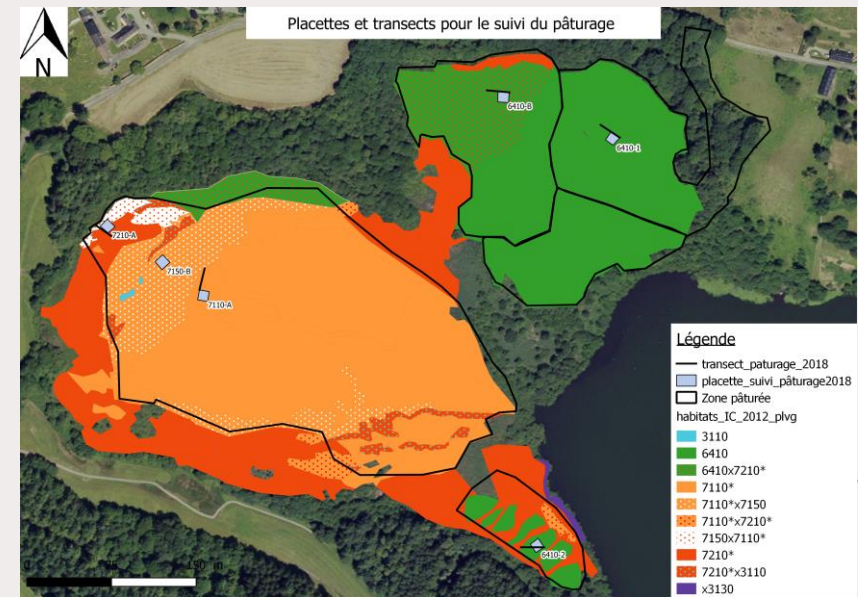 Placettes et transects pour le suivi du pâturage
N
6410-B
6410-1
7210-A
7150-B
7110-A
6410-2
Légende
transect_paturage_2018
placette_suivi_pâturage2018
Zone pâturée
habitats_IC_2012_plvg
3110
6410
6410x7210*
7110*
7110*x7150
7110*x7210*
7150x7110*
7210*
7210*x3110
x3130